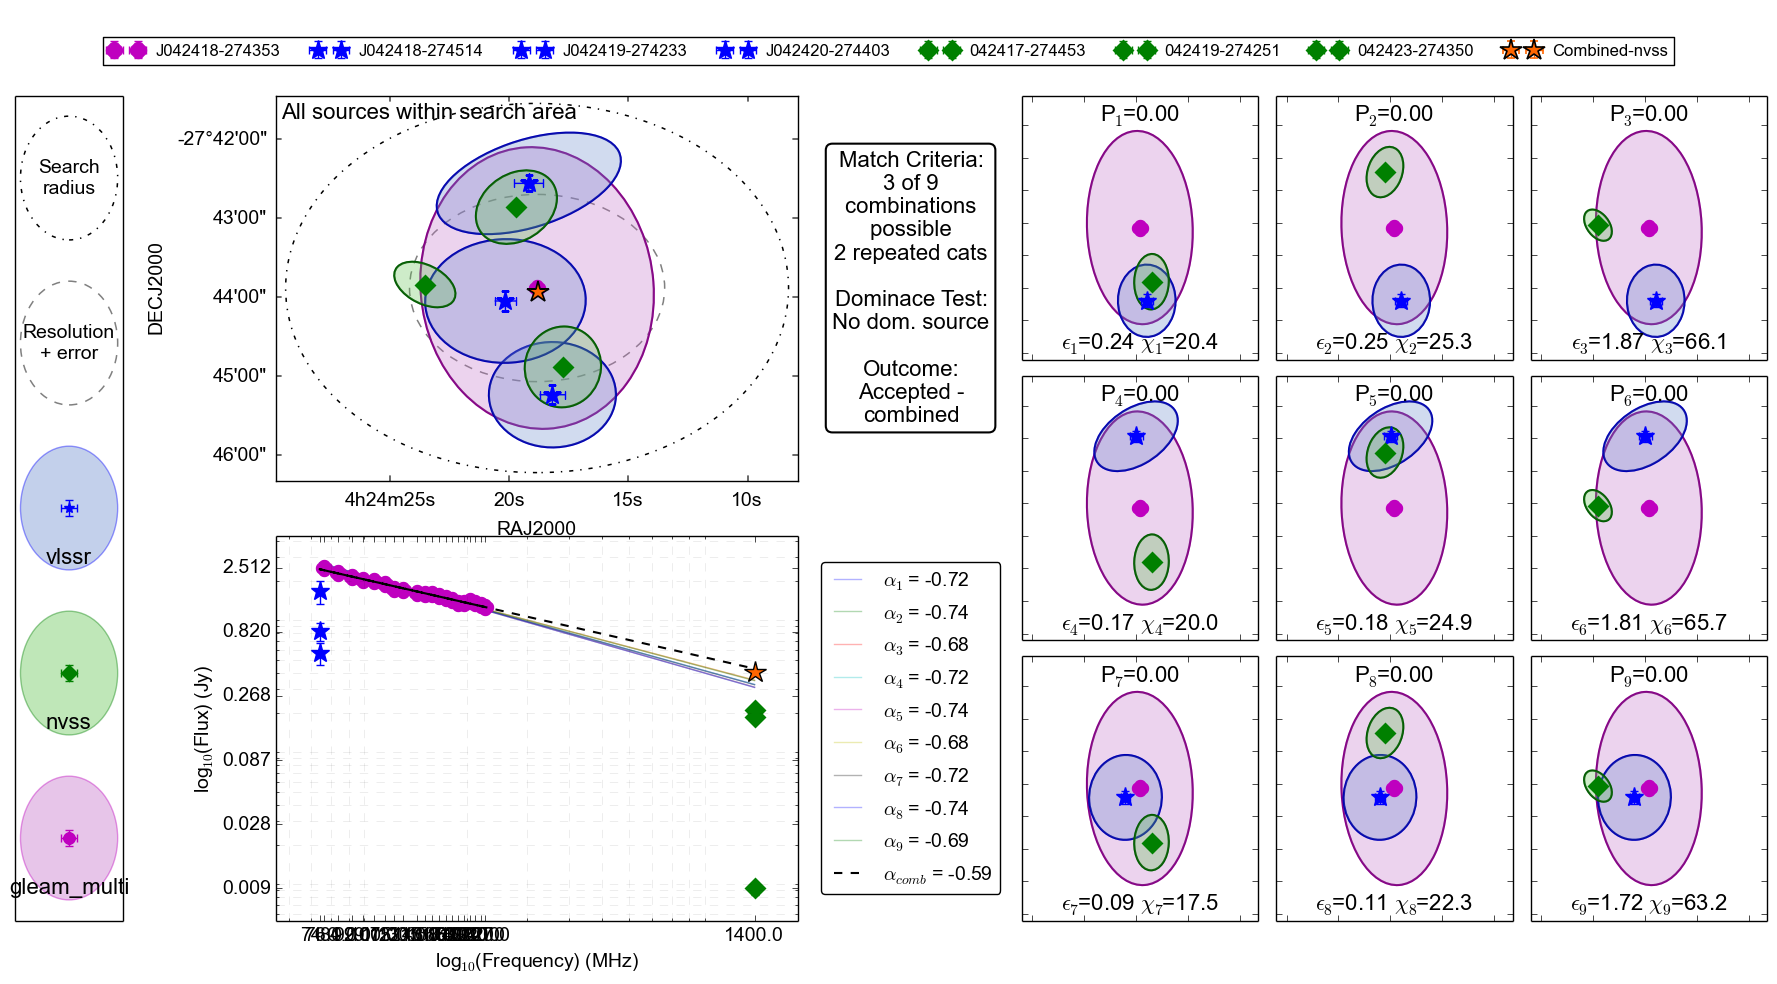 J042418-274353 J042418-274514 J042419-274233 J042420-274403 042417-274453 042419-274251 042423-274350 Combined-nvss
Search
radius
Resolution
+ error
vlssr
nvss
gleam_multi
All sources within search area
DECJ2000
-27°42'00"
43'00"
44'00"
45'00"
46'00"
4h24m25s 20s 15s 10s
RAJ2000
Match Criteria:
3 of 9
combinations
possible
2 repeated cats
Dominace Test:
No dom. source
Outcome:
Accepted -
combined
log10(Flux) (Jy)
2.512
0.820
0.268
0.087
0.028
0.009
1400.0
log10(Frequency) (MHz)
α1 = -0.72
α2 = -0.74
α3 = -0.68
α4 = -0.72
α5 = -0.74
α6 = -0.68
α7 = -0.72
α8 = -0.74
α9 = -0.69
αcomb = -0.59
P1=0.00
ϵ1=0.24 χ1=20.4
P2=0.00
ϵ2=0.25 χ2=25.3
P3=0.00
ϵ3=1.87 χ3=66.1
P4=0.00
ϵ4=0.17 χ4=20.0
P5=0.00
ϵ5=0.18 χ5=24.9
P6=0.00
ϵ6=1.81 χ6=65.7
P7=0.00
ϵ7=0.09 χ7=17.5
P8=0.00
ϵ8=0.11 χ8=22.3
P9=0.00
ϵ9=1.72 χ9=63.2